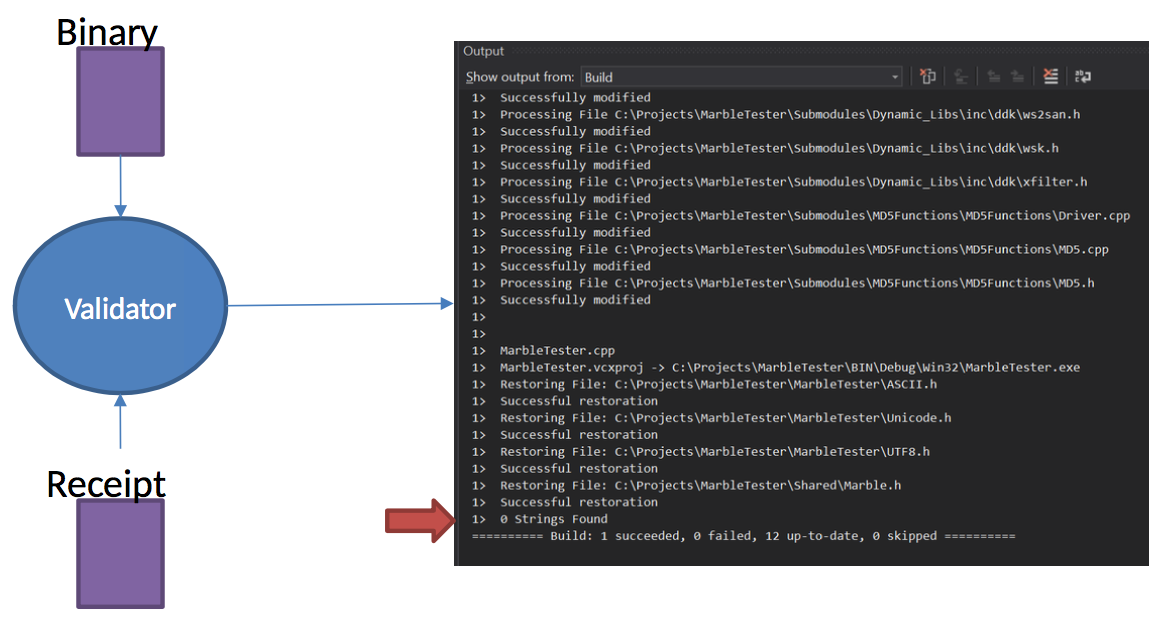 Binary
Validator
Receipt
Output
Show output from: Build
1> Successfully modified
1> Processing File C:\Projects\MarbleTester\Submodules\Dynamic_Libs\inc\ddk\ws2san.h
1> Successfully modified
1> Processing File C:\Projects\MarbleTester\Submodules\Dynamic_Libs\inc\ddk\wsk.h
1> Successfully modified
1> Processing File C:\Projects\MarbleTester\Submodules\Dynamic_Libs\inc\ddk\xfilter.h
1> Successfully modified
1> Processing File C:\Projects\MarbleTester\Submodules\MD5Functions\MD5Functions\Driver.cpp
1> Successfully modified
1> Processing File C:\Projects\MarbleTester\Submodules\MD5Functions\MD5Functions\MD5.cpp
1> Successfully modified
1> Processing File C:\Projects\MarbleTester\Submodules\MD5Functions\MD5Functions\MD5.h
1> Successfully modified
1>
1>
1> MarbleTester.cpp
1> MarbleTester.vcxproj -> C:\Projects\MarbleTester\BIN\Debug\Win32\MarbleTester.exe
1> Restoring File: C:\Projects\MarbleTester\MarbleTester\ASCII.h
1> Successful restoration
1> Restoring File: C:\Projects\MarbleTester\MarbleTester\Unicode.h
1> Successful restoration
1> Restoring File: C:\Projects\MarbleTester\MarbleTester\UTF8.h
1> Successful restoration
1> Restoring File: C:\Projects\MarbleTester\Shared\Marble.h
1> Successful restoration
1> 0 Strings Found
========== Build: 1 succeeded, 0 failed, 12 up-to-date, 0 skipped ==========